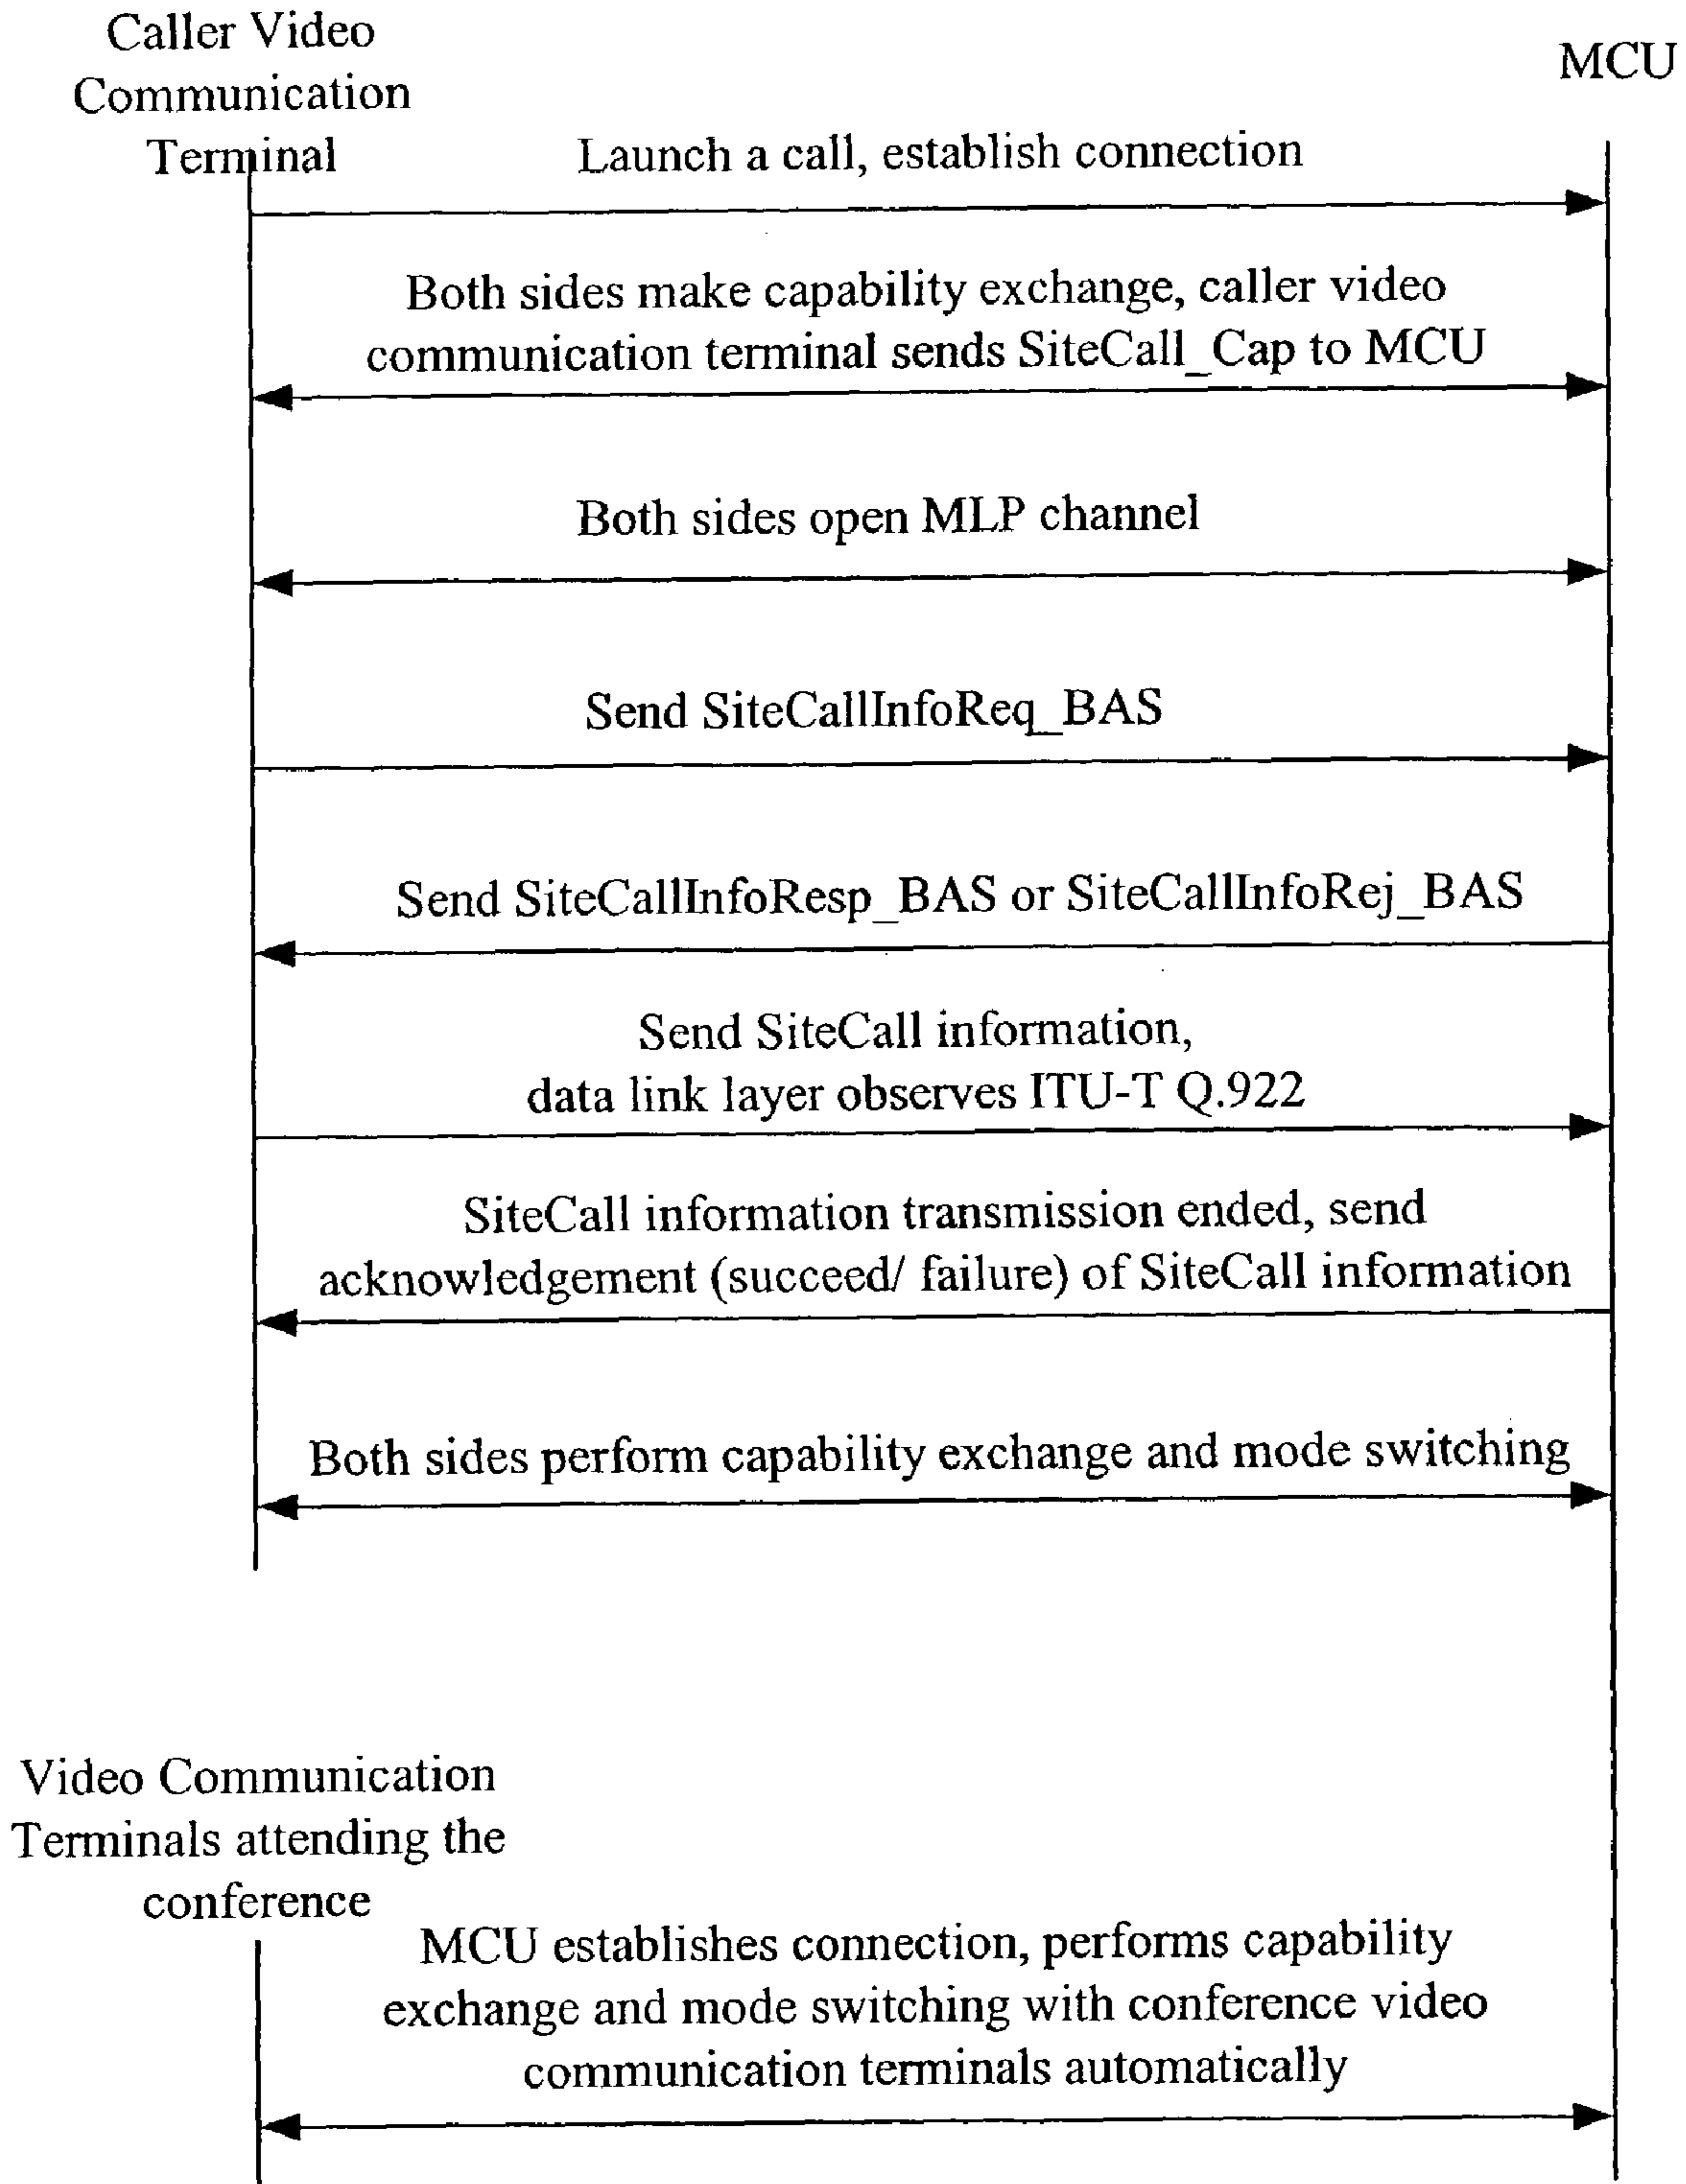 Caller Video
Communication
Terminal
MCU
Launch a call, establish connection
Both sides make capability exchange, caller video
communication terminal sends SiteCall_Cap to MCU
Both sides open MLP channel
Send SiteCallInfoReq_BAS
Send SiteCallInfoResp_BAS or SiteCallInfoRej_BAS
Send SiteCall information,
data link layer observes ITU-T Q.922
SiteCall information transmission ended, send
acknowledgement (succeed/ failure) of SiteCall information
Both sides perform capability exchange and mode switching
Video Communication
Terminals attending the
conference
MCU establishes connection, performs capability
exchange and mode switching with conference video
communication terminals automatically